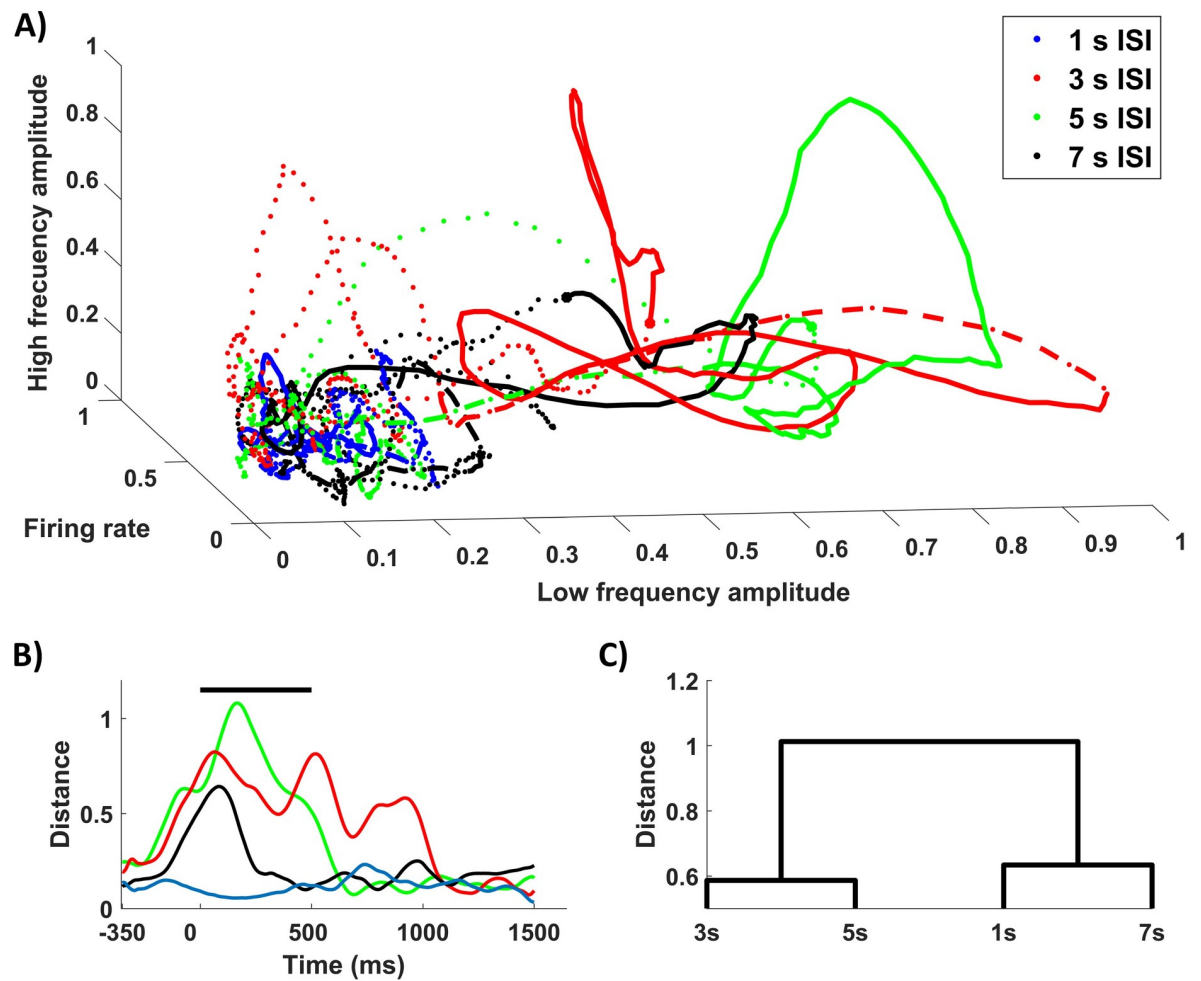 A)
1 s ISI
3 s ISI
5 s ISI
7 s ISI
High frecuency amplitude
1
0.8
0.6
0.4
0.2
0
1
0.5
0
Firing rate
0
0.1
0.2
0.3
0.4
0.5
0.6
0.7
0.8
0.9
1
Low frequency amplitude
B)
Distance
1
0.5
0
-350
0
500
1000
1500
Time (ms)
C)
Distance
1.2
1
0.8
0.6
3s
5s
1s
7s